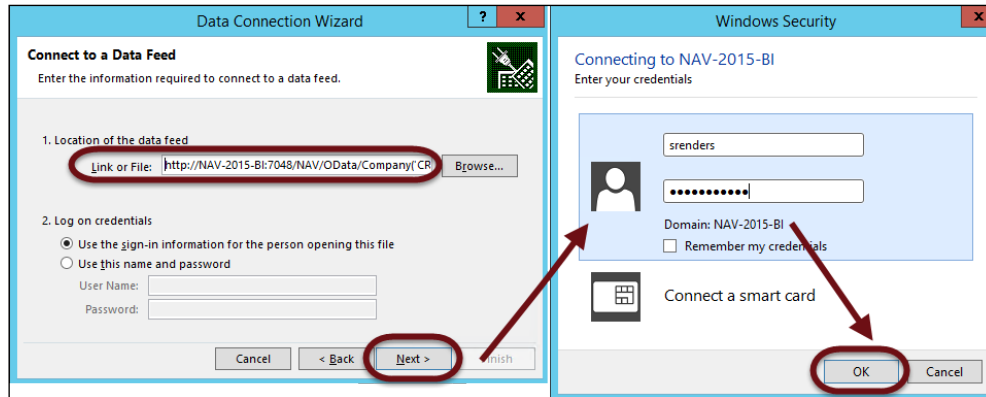 Data Connection Wizard
? x
Connect to a Data Feed
Enter the information required to connect to a data feed.
1. Location of the data feed
Link or File: http://NAV-2015-BI:7048/NAV/OData/Company('CR Browse...
2. Log on credentials
Use the sign-in information for the person opening this file
Use this name and password
User Name:
Password:
Cancel < Back Next > Finish
Windows Security
x
Connecting to NAV-2015-BI
Enter your credentials
srenders
•••••••••••
Domain: NAV-2015-BI
Remember my credentials
Connect a smart card
OK Cancel